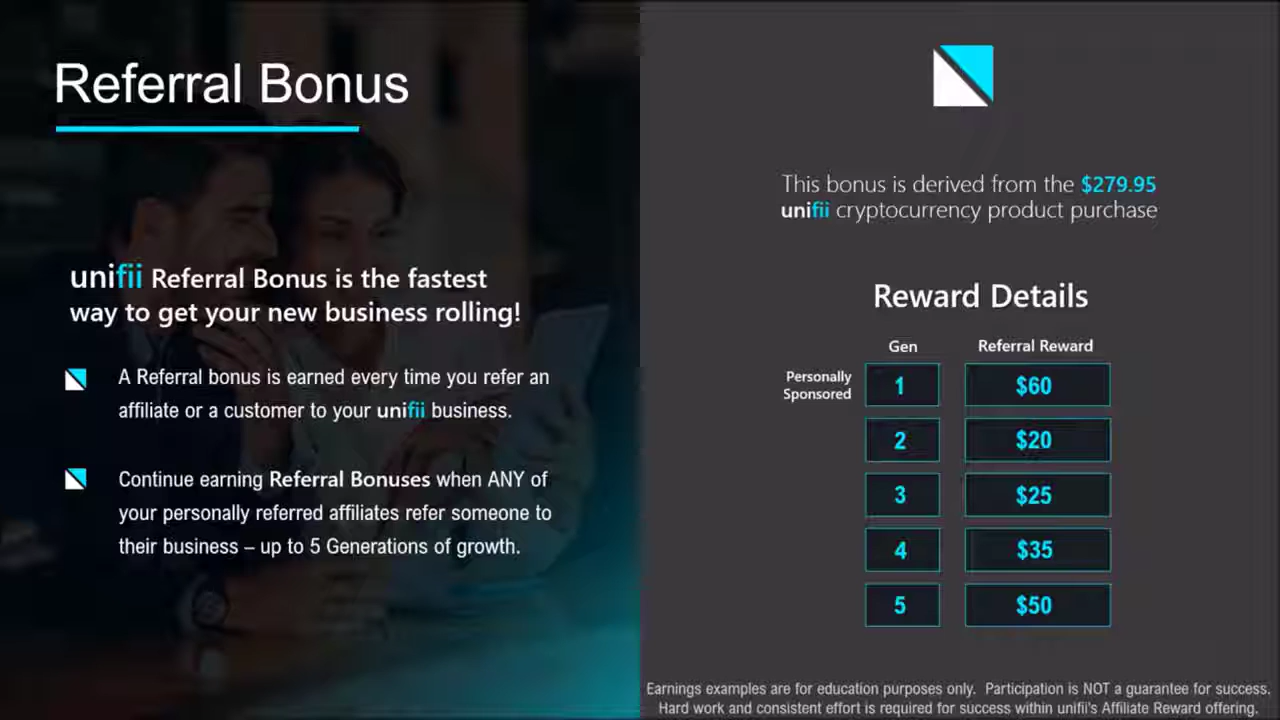 Referral Bonus
unifii Referral Bonus is the fastest
way to get your new business rolling!
A Referral bonus is earned every time you refer an
affiliate or a customer to your unifii business.
Continue earning Referral Bonuses when ANY of
your personally referred affiliates refer someone to
their business – up to 5 Generations of growth.
This bonus is derived from the $279.95
unifii cryptocurrency product purchase
Reward Details
Gen Referral Reward
Personally
Sponsored 1 $60
2 $20
3 $25
4 $35
5 $50
Earnings examples are for education purposes only. Participation is NOT a guarantee for success.
Hard work and consistent effort is required for success within unifii's Affiliate Reward offering.